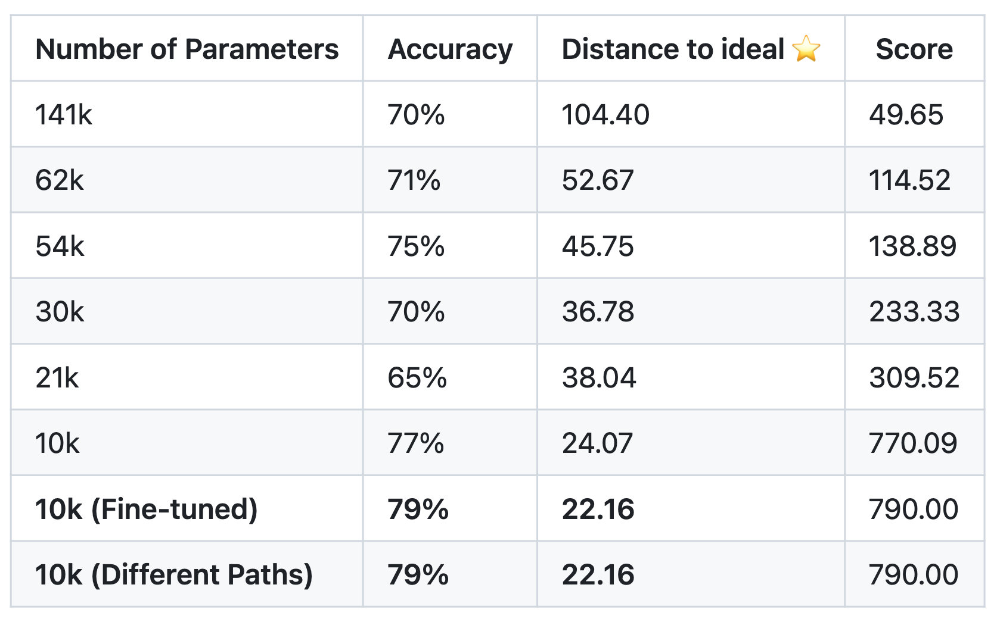 Number of Parameters Accuracy Distance to ideal ⭐ Score
141k 70% 104.40 49.65
62k 71% 52.67 114.52
54k 75% 45.75 138.89
30k 70% 36.78 233.33
21k 65% 38.04 309.52
10k 77% 24.07 770.09
10k (Fine-tuned) 79% 22.16 790.00
10k (Different Paths) 79% 22.16 790.00